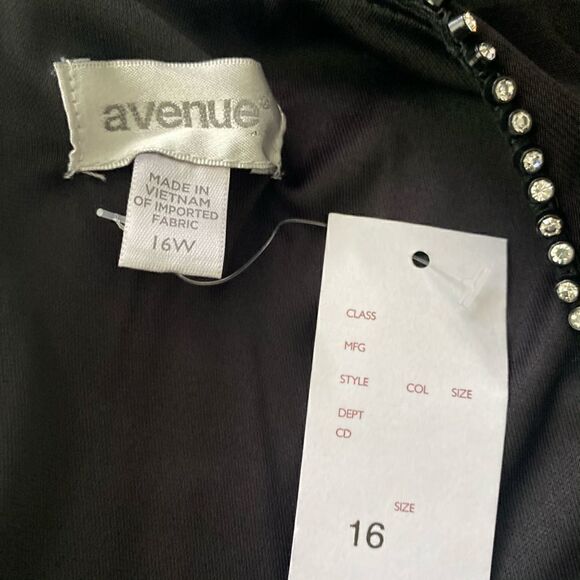 avenue®
MADE IN
VIETNAM
OF IMPORTED
FABRIC
16W
CLASS
MFG
STYLE COL SIZE
DEPT
CD
SIZE
16